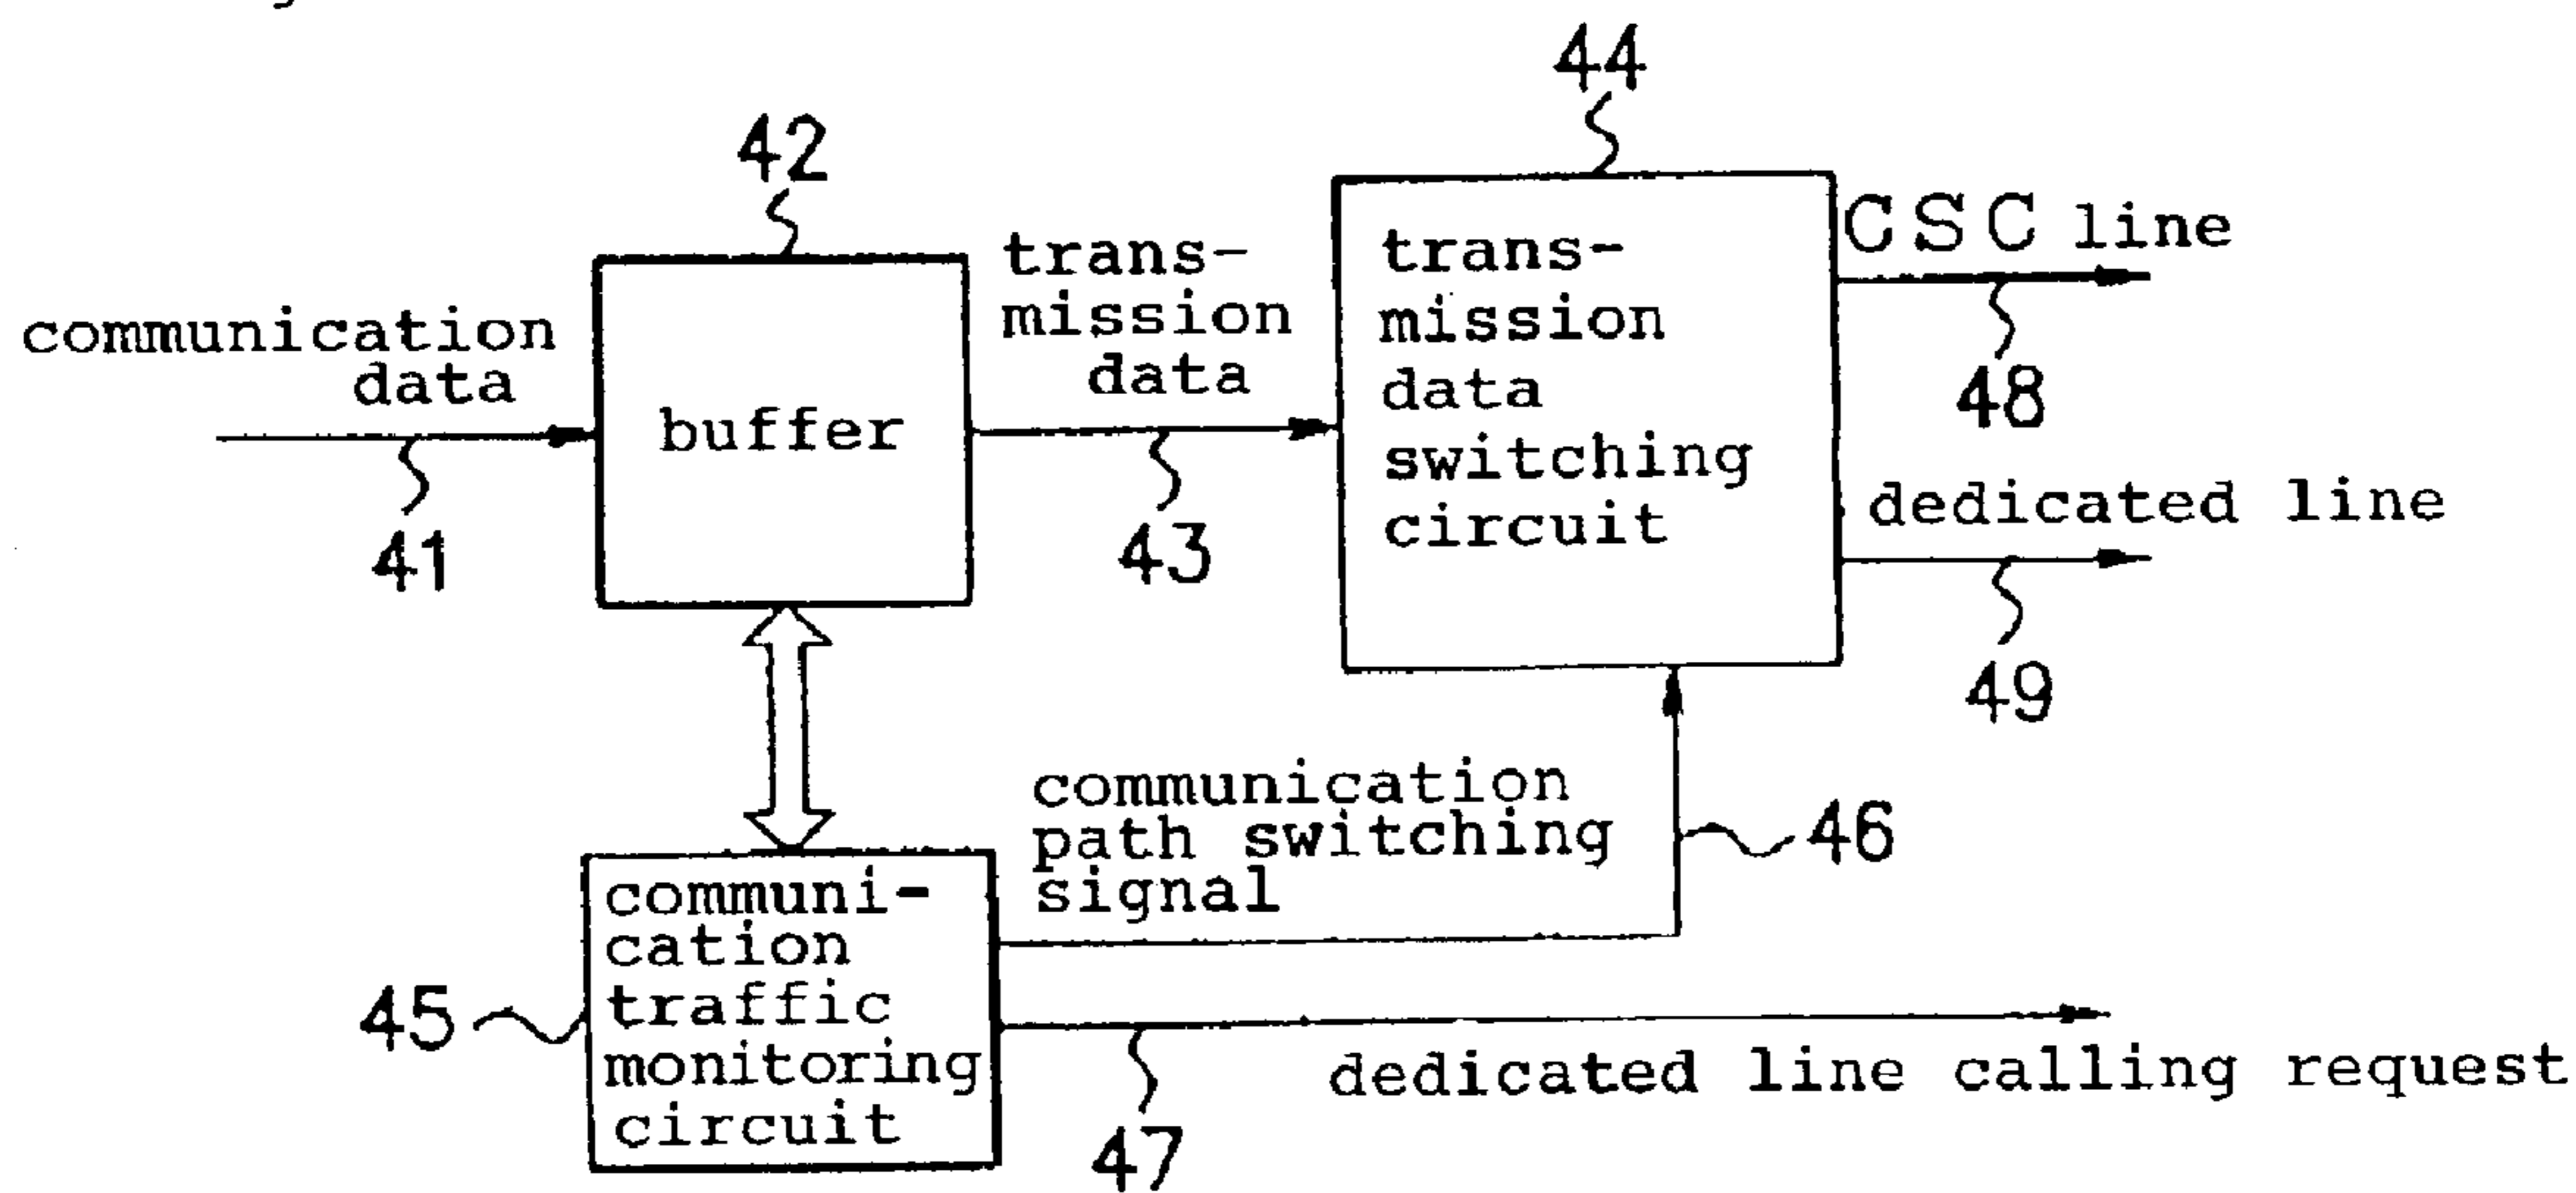 44
42
CSC line
trans-
mission
data
trans-
mission
data
switching
circuit
communication
data
buffer
48
dedicated line
41
43
49
communication
path switching
signal
46
communi-
cation
traffic
monitoring
circuit
45
dedicated line calling request
47